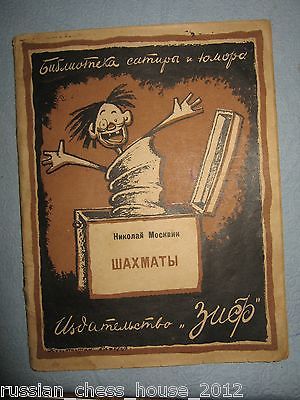 Библиотека сатиры и юмора
Николай Москвин
ШАХМАТЫ
Издательство „Зиф"
russian_chess_house_2012